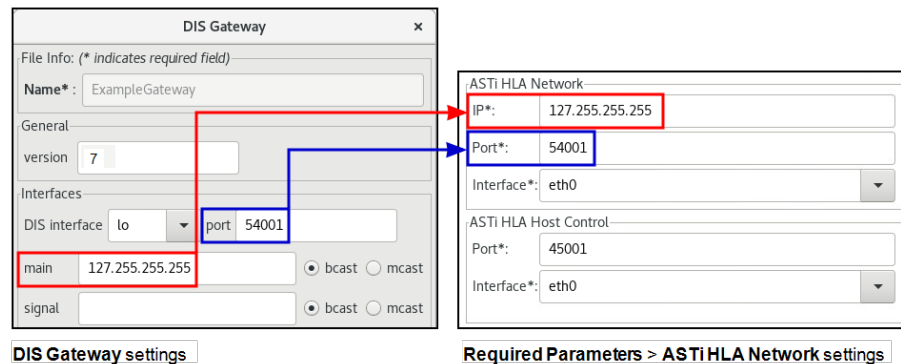 DIS Gateway ×
File Info: (* indicates required field)
Name* : ExampleGateway
General
version 7
Interfaces
DIS interface lo port 54001
main 127.255.255.255 bcast mcast
signal bcast mcast
DIS Gateway settings
ASTi HLA Network
IP*: 127.255.255.255
Port*: 54001
Interface*: eth0
ASTi HLA Host Control
Port*: 45001
Interface*: eth0
Required Parameters > ASTi HLA Network settings